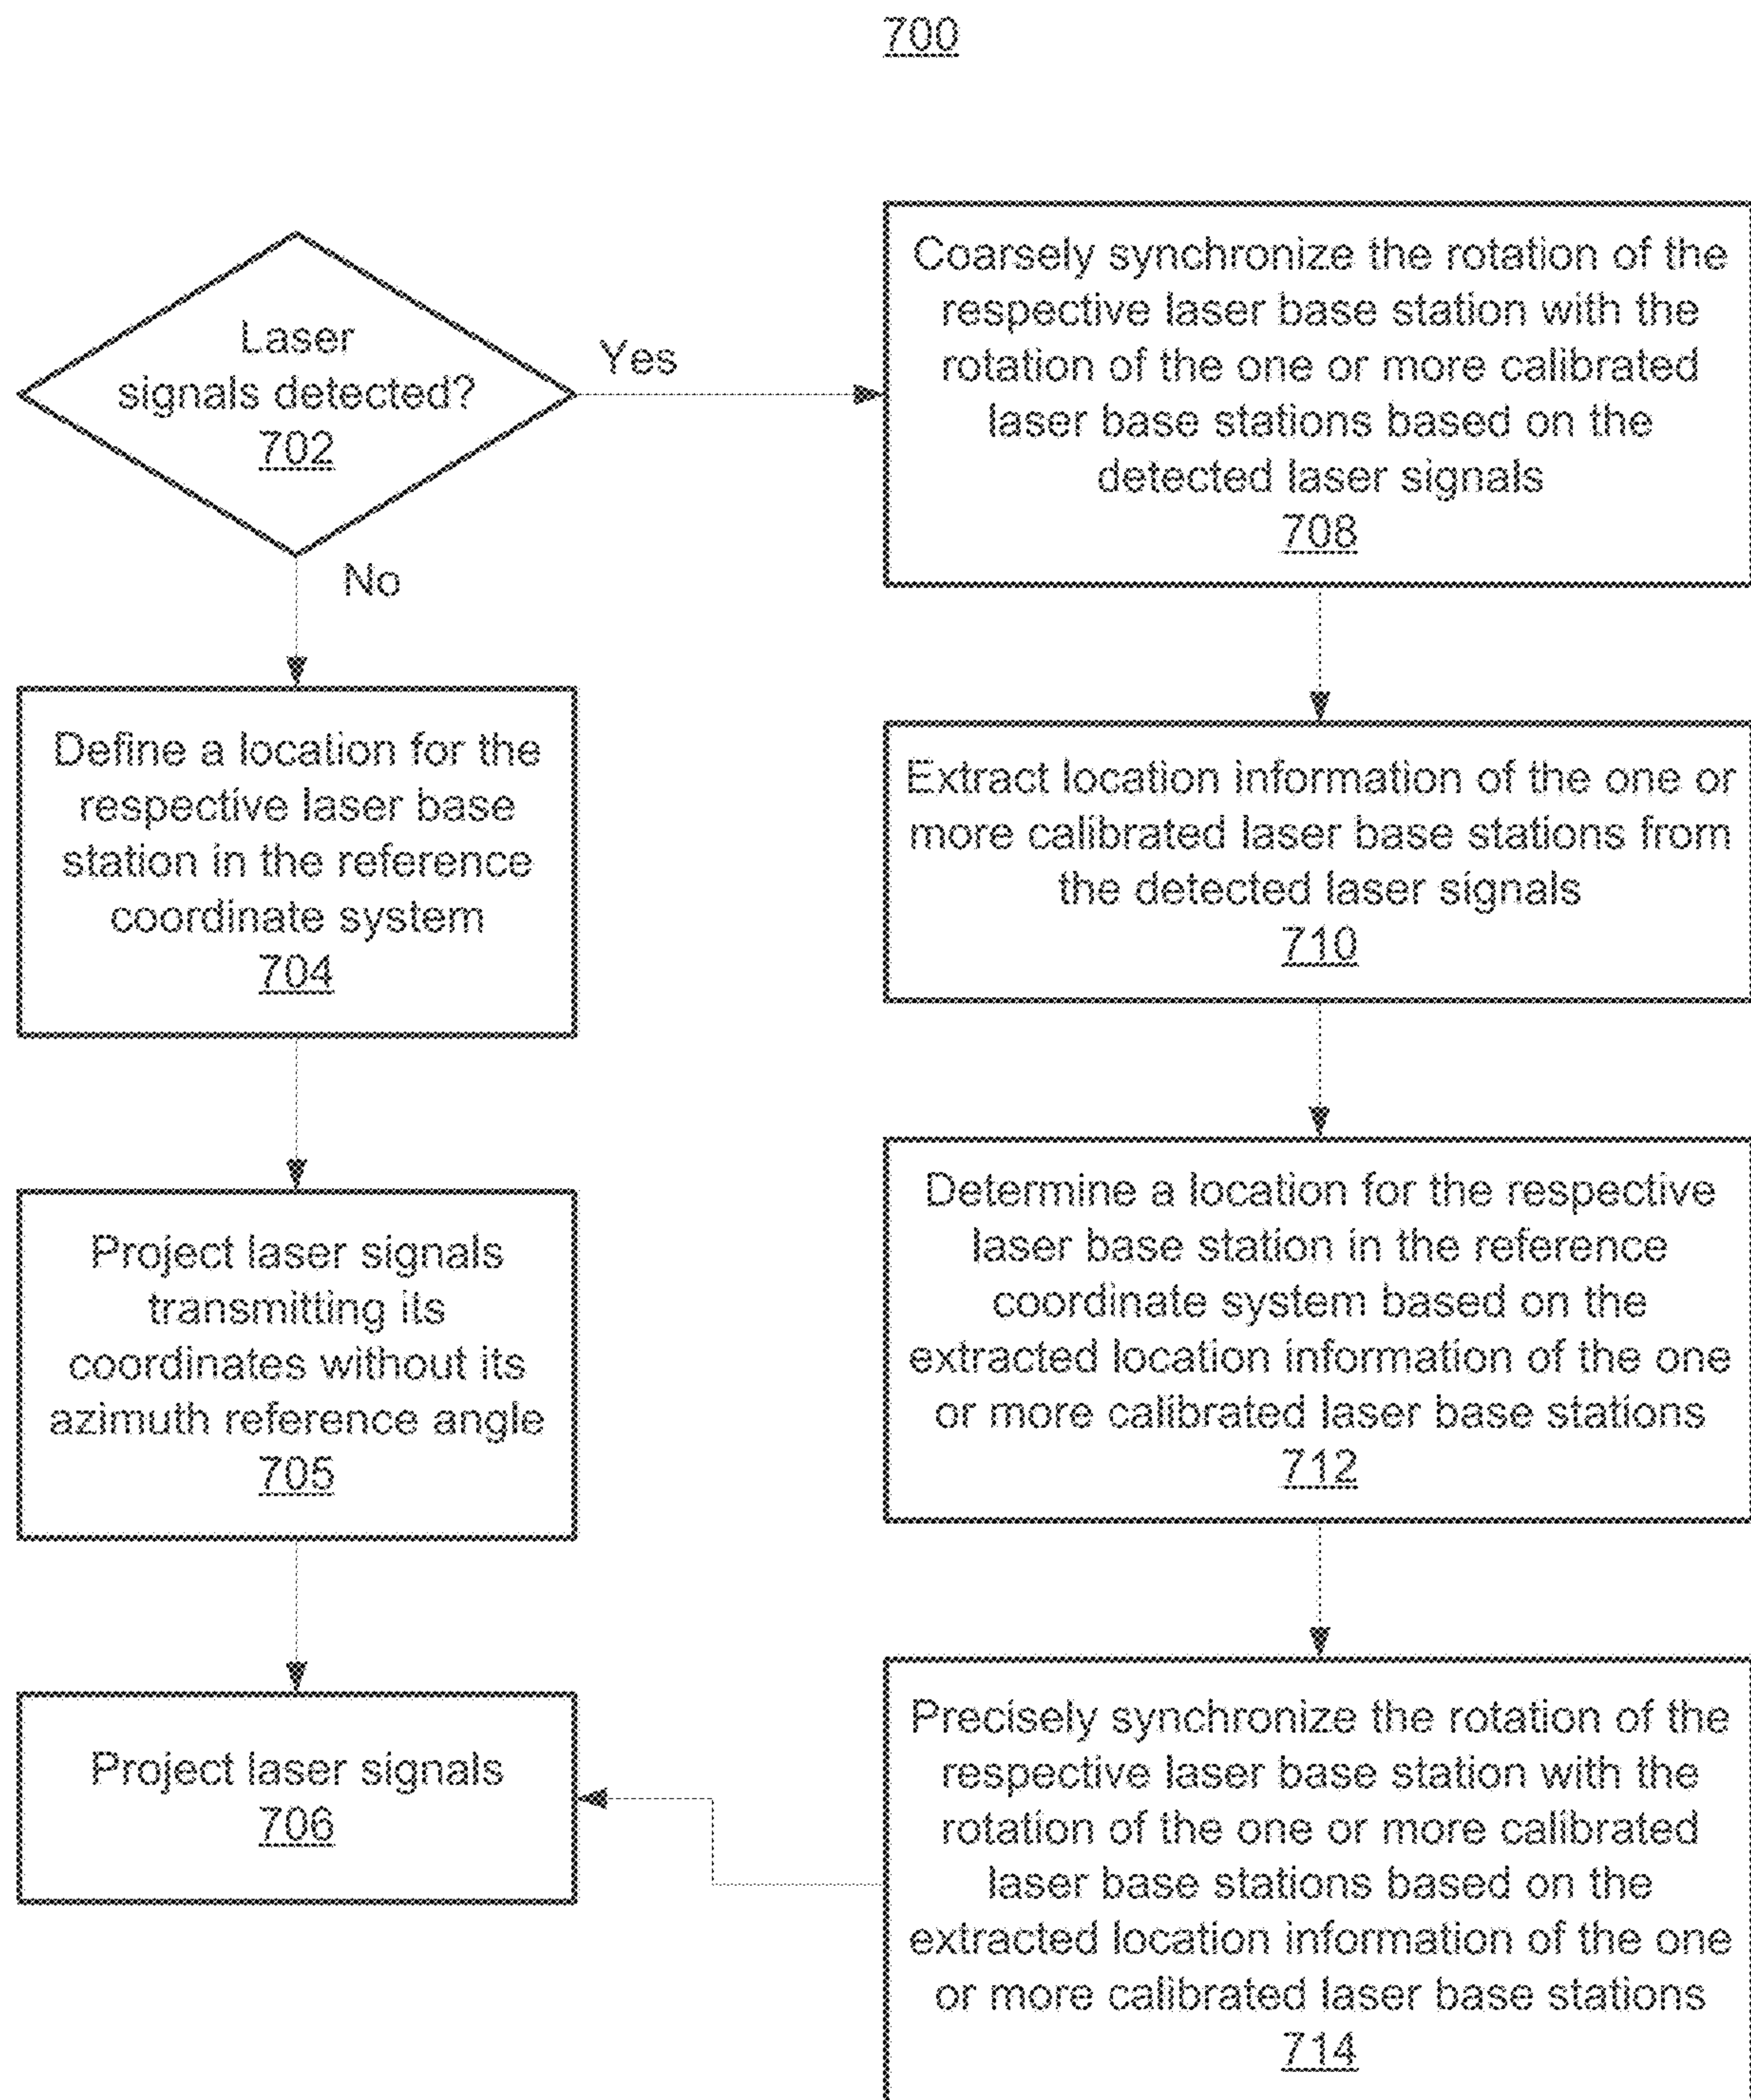 700
Laser
signals detected?
702
Yes
No
Define a location for the
respective laser base
station in the reference
coordinate system
704
Project laser signals
transmitting its
coordinates without its
azimuth reference angle
705
Project laser signals
706
Coarsely synchronize the rotation of the
respective laser base station with the
rotation of the one or more calibrated
laser base stations based on the
detected laser signals
708
Extract location information of the one or
more calibrated laser base stations from
the detected laser signals
710
Determine a location for the respective
laser base station in the reference
coordinate system based on the
extracted location information of the one
or more calibrated laser base stations
712
Precisely synchronize the rotation of the
respective laser base station with the
rotation of the one or more calibrated
laser base stations based on the
extracted location information of the one
or more calibrated laser base stations
714